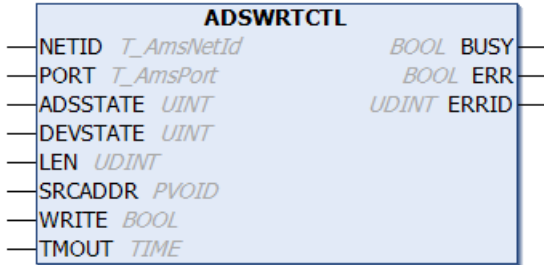 ADSWRTCTL
NETID T_AmsNetId BOOL BUSY
PORT T_AmsPort BOOL ERR
ADSSTATE UINT UDINT ERRID
DEVSTATE UINT
LEN UDINT
SRCADDR PVOID
WRITE BOOL
TMOUT TIME